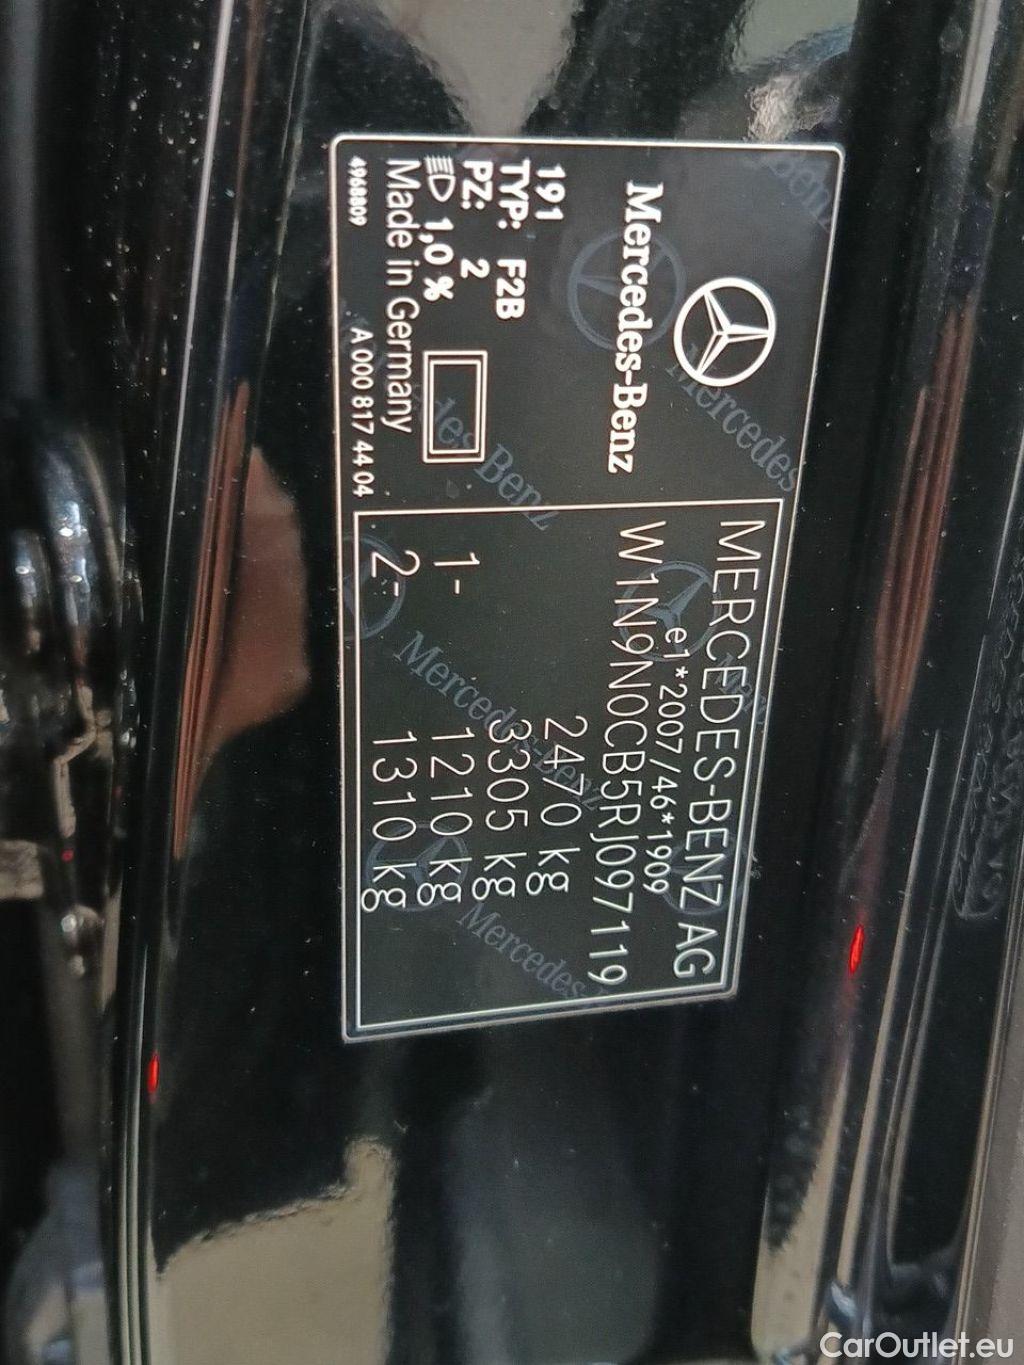 Mercedes-Benz
191
TYP: F2B
PZ: 2
1,0 %
Made in Germany
4968809 A 000 817 44 04
MERCEDES-BENZ AG
e1*2007/46*1909
W1N9N0CB5RJ097119
2470 kg
3305 kg
1- 1210 kg
2- 1310 kg
CarOutlet.eu